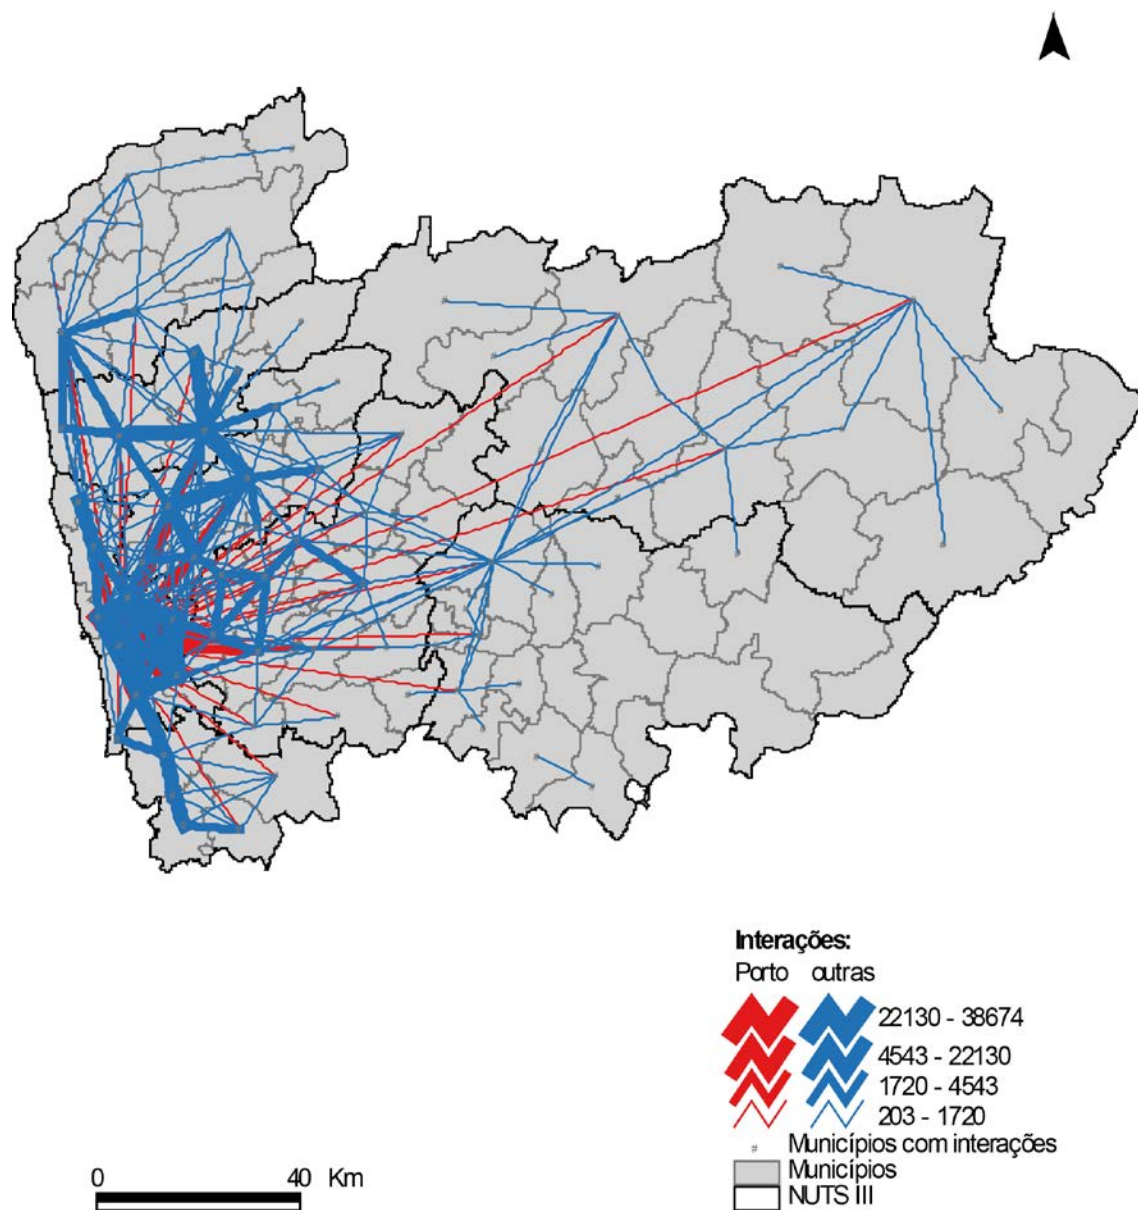 Interações:
Porto outras
22130 - 38674
4543 - 22130
1720 - 4543
203 - 1720
Municípios com interações
Municípios
NUTS III
0 40 Km